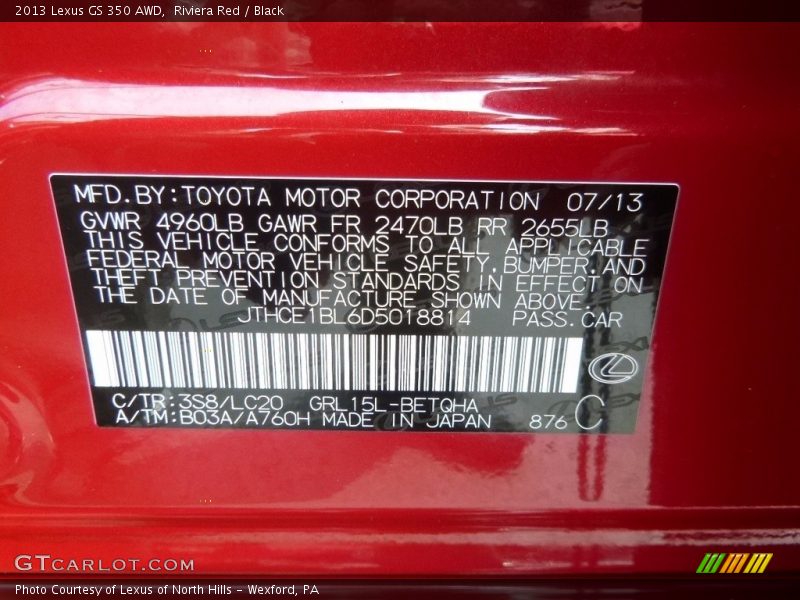 2013 Lexus GS 350 AWD,  Riviera Red / Black
MFD.BY:TOYOTA MOTOR CORPORATION 07/13
GVWR 4960LB GAWR FR 2470LB RR 2655LB
THIS VEHICLE CONFORMS TO ALL APPLICABLE
FEDERAL MOTOR VEHICLE SAFETY,BUMPER,AND
THEFT PREVENTION STANDARDS IN EFFECT ON
THE DATE OF MANUFACTURE SHOWN ABOVE.
JTHCE1BL6D5018814 PASS.CAR
C/TR:3S8/LC20 GRL15L-BETQHA
A/TM:B03A/A760H MADE IN JAPAN 876 C
GTCARLOT.COM
Photo Courtesy of Lexus of North Hills - Wexford, PA